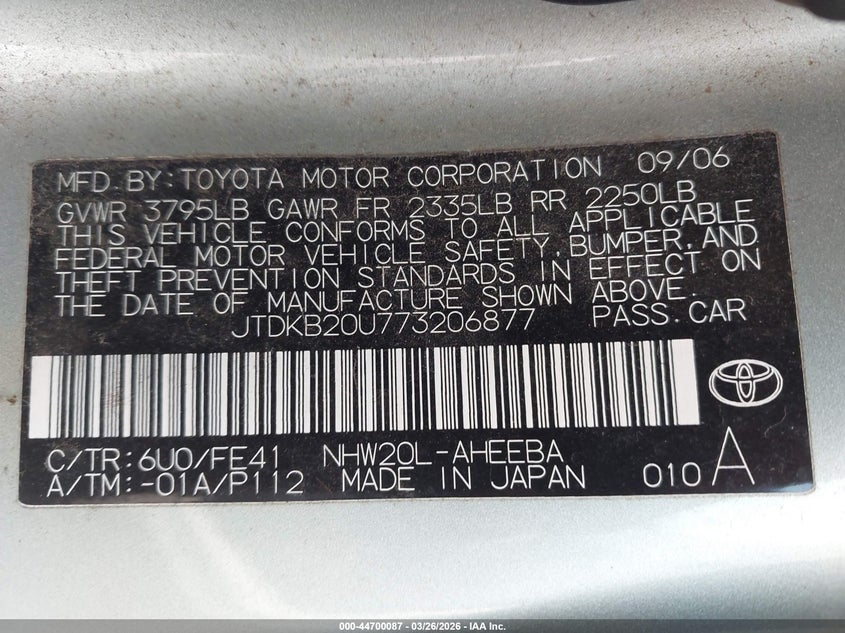 MFD.BY:TOYOTA MOTOR CORPORATION 09/06
GVWR 3795LB GAWR FR 2335LB RR 2250LB
THIS VEHICLE CONFORMS TO ALL APPLICABLE
FEDERAL MOTOR VEHICLE SAFETY, BUMPER, AND
THEFT PREVENTION STANDARDS IN EFFECT ON
THE DATE OF MANUFACTURE SHOWN ABOVE.
JTDKB20U773206877 PASS.CAR
C/TR:6U0/FE41 NHW20L-AHEEBA
A/TM:-01A/P112 MADE IN JAPAN 010 A
000-44700087 - 03/26/2026 - IAA Inc.